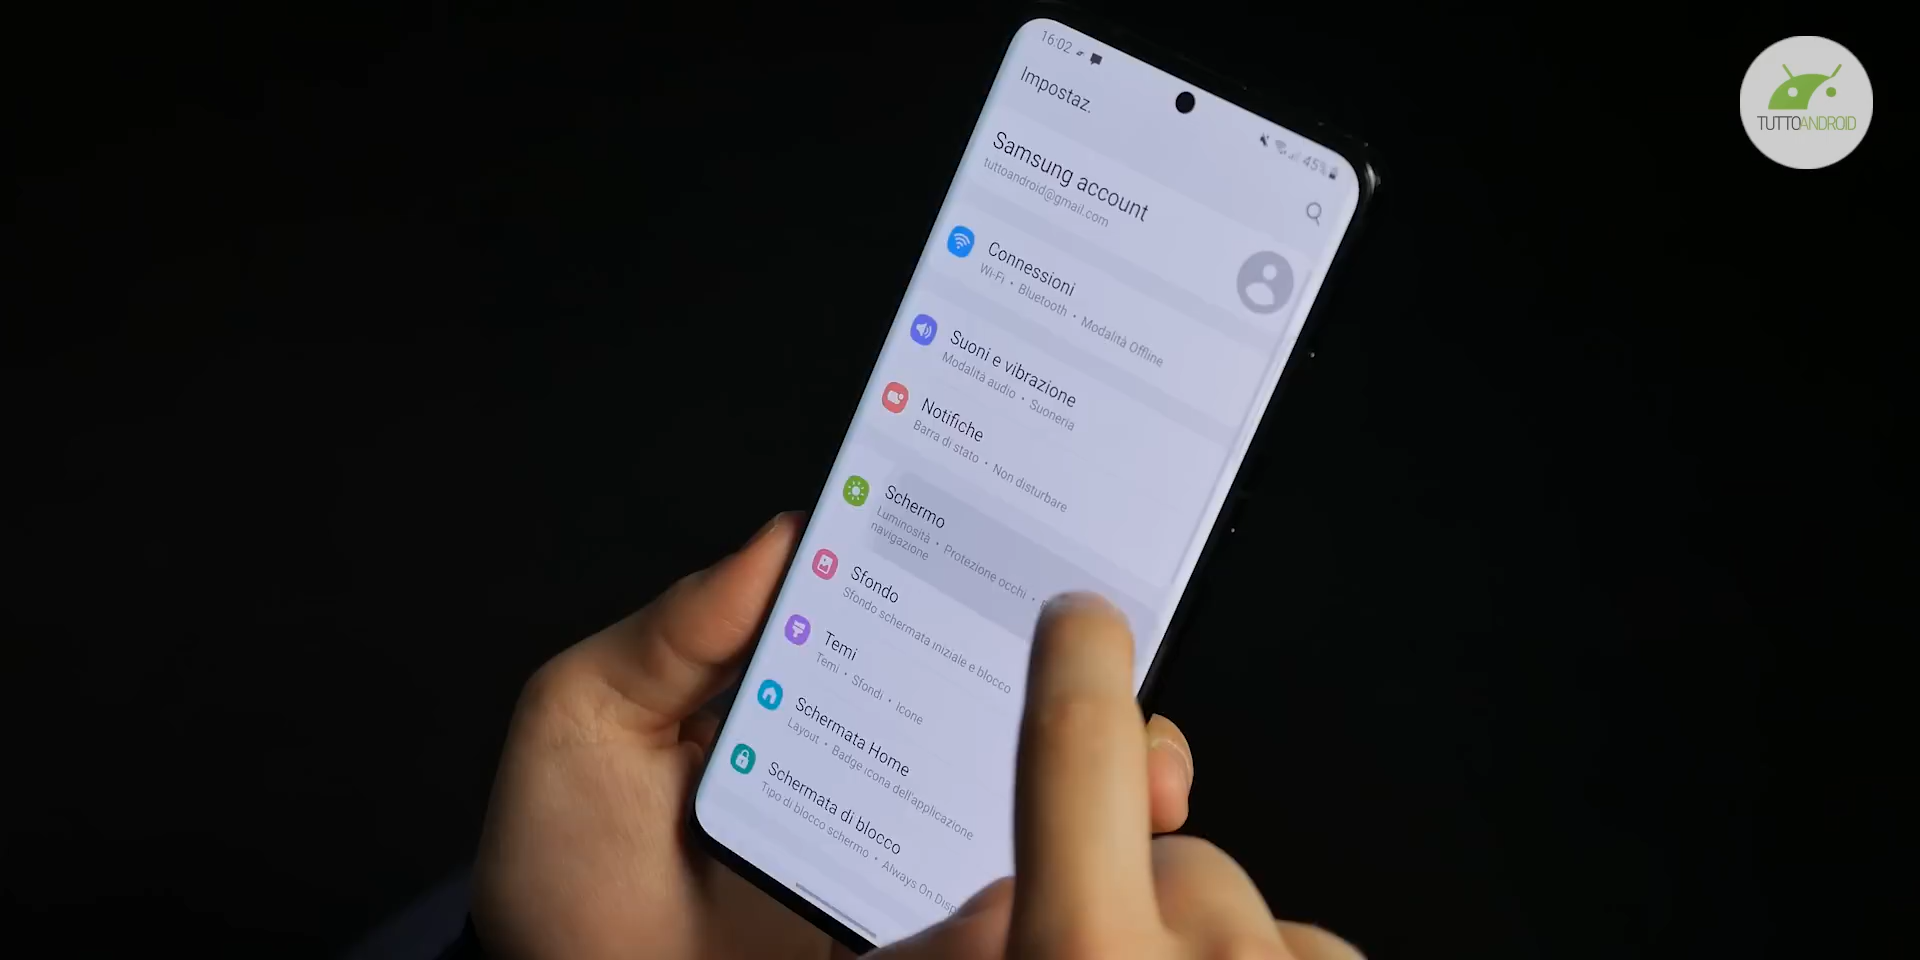 16:02
45%
Impostaz.
Samsung account
tuttoandroid@gmail.com
Connessioni
Wi-Fi • Bluetooth • Modalità Offline
Suoni e vibrazione
Modalità audio • Suoneria
Notifiche
Barra di stato • Non disturbare
Schermo
Luminosità • Protezione occhi •
navigazione
Sfondo
Sfondo schermata iniziale e blocco
Temi
Temi • Sfondi • Icone
Schermata Home
Layout • Badge icona dell'applicazione
Schermata di blocco
Tipo di blocco schermo • Always On Disp
TUTTOANDROID